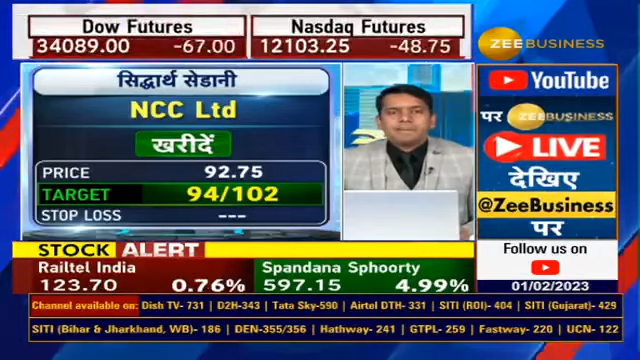 Dow Futures
34089.00 -67.00
Nasdaq Futures
12103.25 -48.75
ZEEBUSINESS
सिद्धार्थ सेडानी
NCC Ltd
खरीदें
PRICE 92.75
TARGET 94/102
STOP LOSS ---
YouTube
पर ZEEBUSINESS
LIVE
देखिए
@ZeeBusiness
पर
Follow us on
01/02/2023
STOCK ALERT
Railtel India
123.70 0.76%
Spandana Sphoorty
597.15 4.99%
Channel available on: Dish TV- 731 | D2H-343 | Tata Sky-590 | Airtel DTH- 331 | SITI (ROI)- 404 | SITI (Gujarat)- 429
SITI (Bihar & Jharkhand, WB)- 186 | DEN-355/356 | Hathway- 241 | GTPL- 259 | Fastway- 220 | UCN- 122